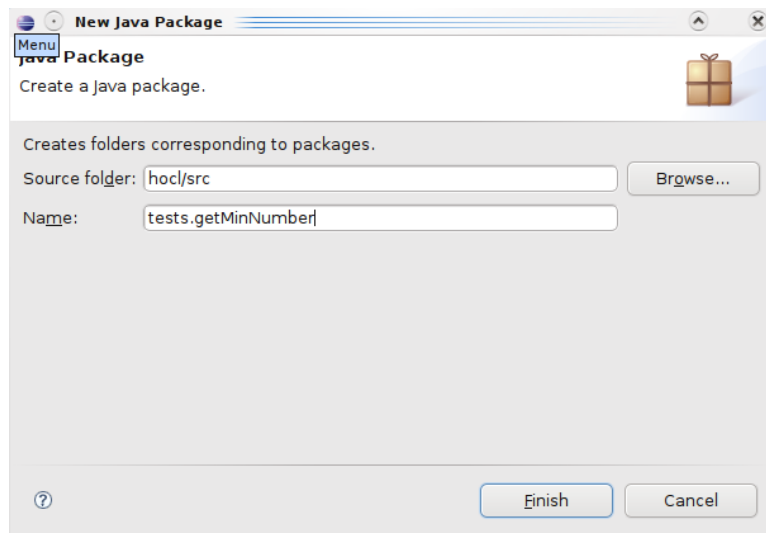 New Java Package
Menu
Java Package
Create a Java package.
Creates folders corresponding to packages.
Source folder: hocl/src Browse...
Name: tests.getMinNumber
? Finish Cancel